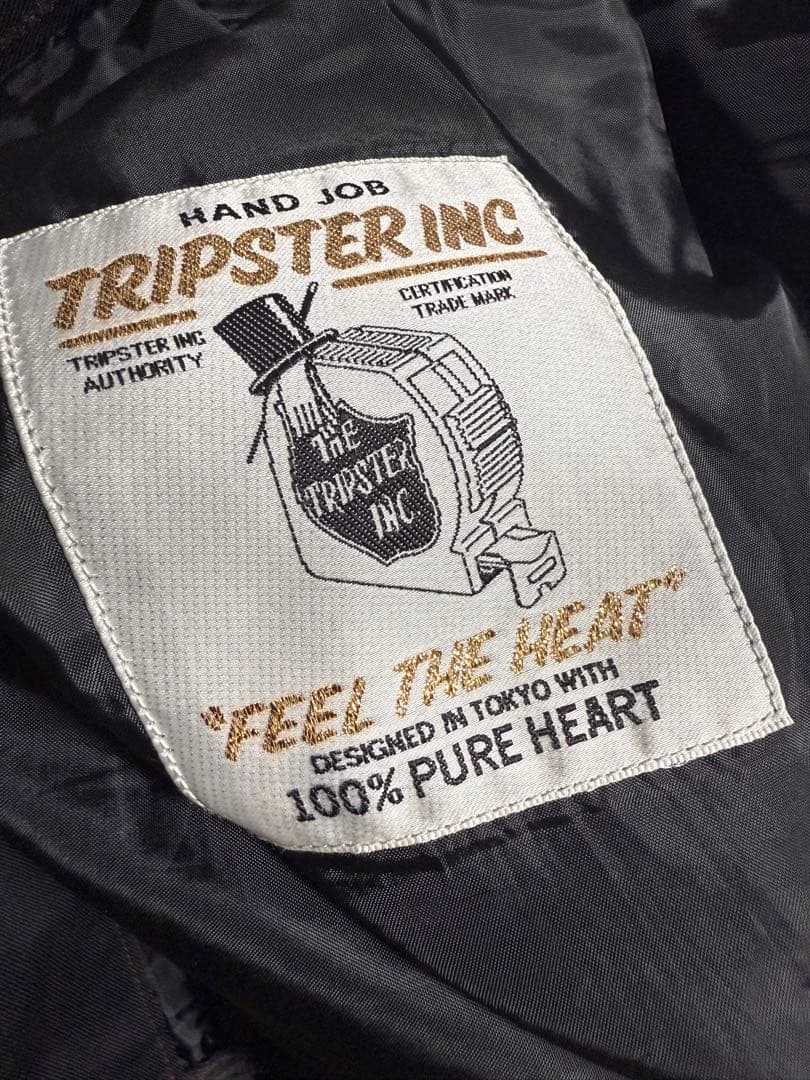 HAND JOB
TRIPSTER INC
TRIPSTER INC
AUTHORITY
CERTIFICATION
TRADE MARK
THE
TRIPSTER
INC
"FEEL THE HEAT"
DESIGNED IN TOKYO WITH
100% PURE HEART